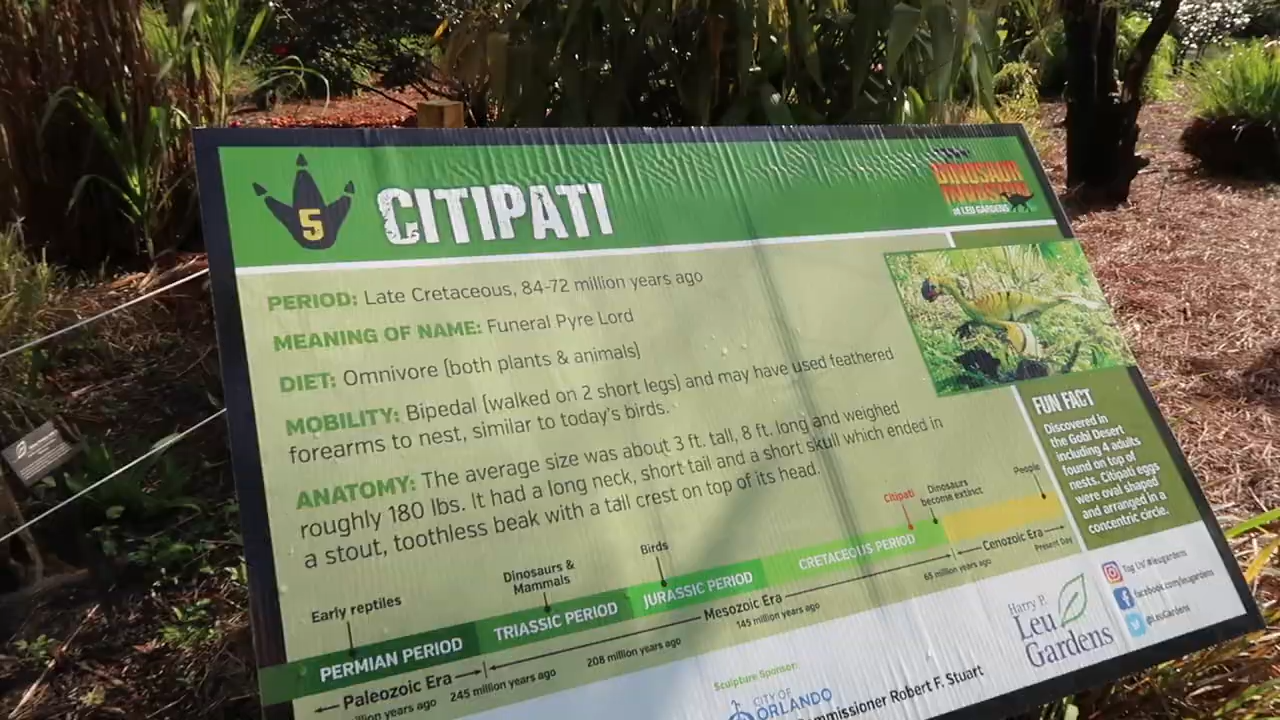 5
CITIPATI
DINOSAUR
INVASION
at LEU GARDENS
PERIOD: Late Cretaceous, 84-72 million years ago
MEANING OF NAME: Funeral Pyre Lord
DIET: Omnivore (both plants & animals)
MOBILITY: Bipedal (walked on 2 short legs) and may have used feathered
forearms to nest, similar to today's birds.
ANATOMY: The average size was about 3 ft. tall, 8 ft. long and weighed
roughly 180 lbs. It had a long neck, short tail and a short skull which ended in
a stout, toothless beak with a tall crest on top of its head.
FUN FACT
Discovered in
the Gobi Desert
including 4 adults
found on top of
nests. Citipati eggs
were oval shaped
and arranged in a
concentric circle.
Early reptiles
Dinosaurs &
Mammals
Birds
Citipati
Dinosaurs
become extinct
People
PERMIAN PERIOD
TRIASSIC PERIOD
JURASSIC PERIOD
CRETACEOUS PERIOD
Paleozoic Era
Mesozoic Era
Cenozoic Era
million years ago
245 million years ago
208 million years ago
145 million years ago
65 million years ago
Present Day
Sculpture Sponsor:
CITY OF
ORLANDO
Commissioner Robert F. Stuart
Harry P.
Leu
Gardens
#leugardens
facebook.com/leugardens
@LeuGardens